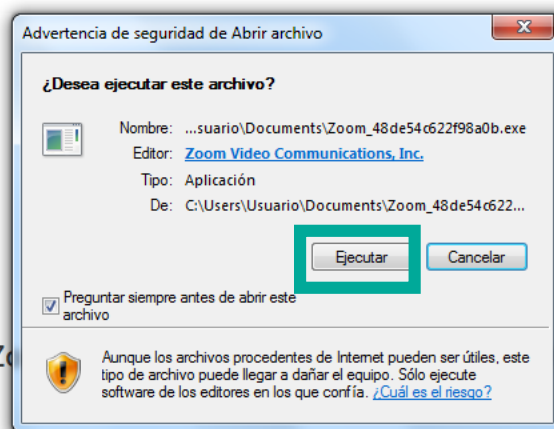 Advertencia de seguridad de Abrir archivo
¿Desea ejecutar este archivo?
Nombre: ...suario\Documents\Zoom_48de54c622f98a0b.exe
Editor: Zoom Video Communications, Inc.
Tipo: Aplicación
De: C:\Users\Usuario\Documents\Zoom_48de54c622...
Ejecutar Cancelar
Preguntar siempre antes de abrir este
archivo
Zo
Aunque los archivos procedentes de Internet pueden ser útiles, este
tipo de archivo puede llegar a dañar el equipo. Sólo ejecute
software de los editores en los que confía. ¿Cuál es el riesgo?